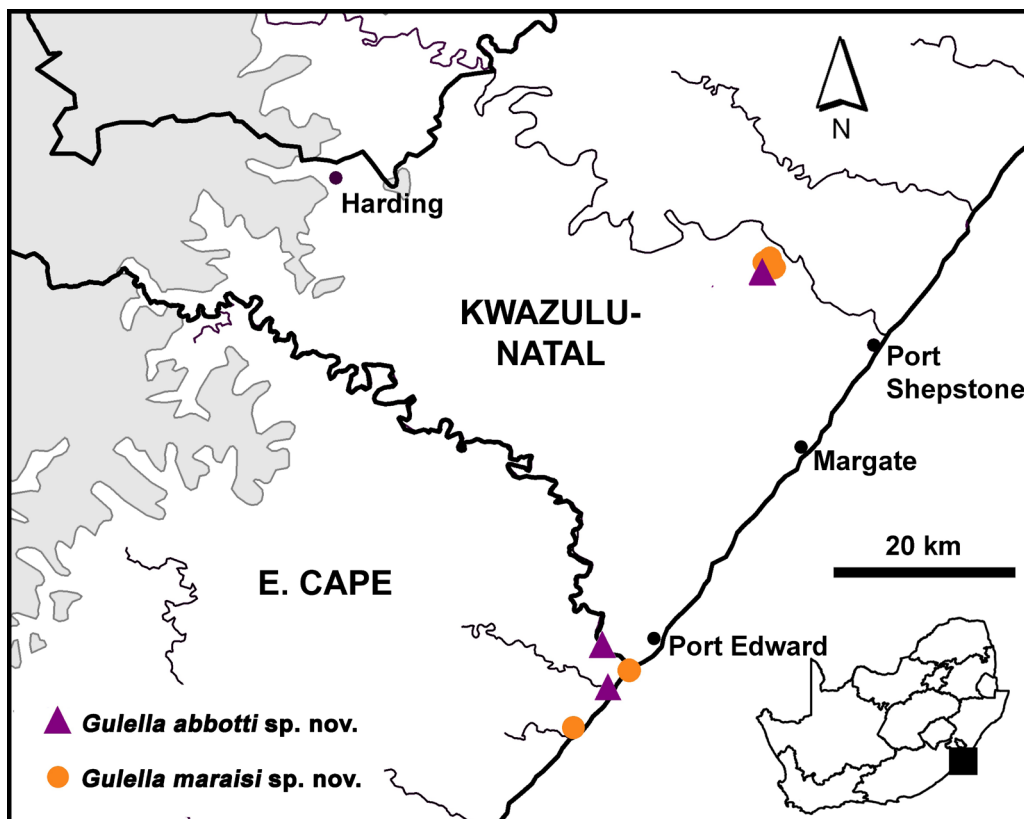 N
Harding
KWAZULU-
NATAL
Port
Shepstone
Margate
20 km
E. CAPE
Port Edward
Gulella abbotti sp. nov.
Gulella maraisi sp. nov.